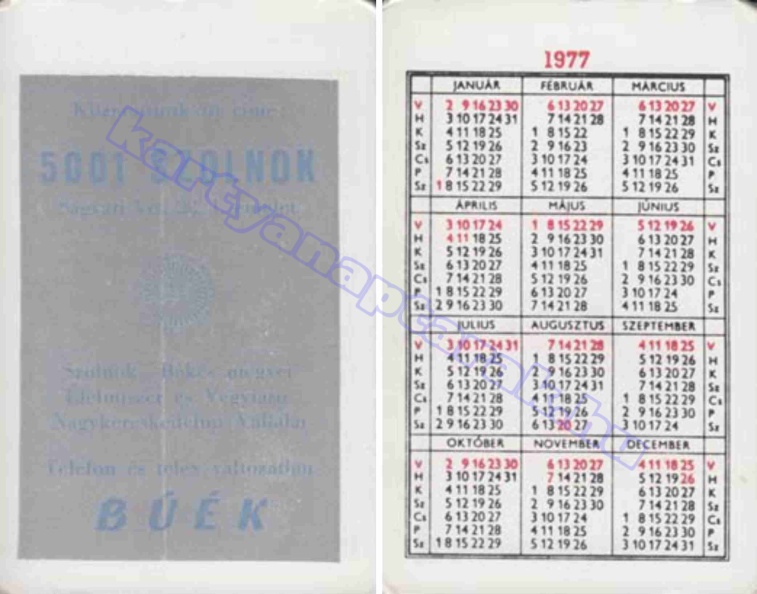 Központunk új címe:
5001 SZOLNOK
Ságvári krt.
Szolnok-Békés megyei
Élelmiszer és Vegyiáru
Nagykereskedelmi Vállalat
Telefon és telex változatlan
BÚÉK
kartyanaptarak.hu
1977
JANUÁR FEBRUÁR MÁRCIUS
V 2 9 16 23 30 6 13 20 27 6 13 20 27 V
H 3 10 17 24 31 7 14 21 28 7 14 21 28 H
K 4 11 18 25 1 8 15 22 1 8 15 22 29 K
Sz 5 12 19 26 2 9 16 23 2 9 16 23 30 Sz
Cs 6 13 20 27 3 10 17 24 3 10 17 24 31 Cs
P 7 14 21 28 4 11 18 25 4 11 18 25 P
Sz 1 8 15 22 29 5 12 19 26 5 12 19 26 Sz
ÁPRILIS MÁJUS JÚNIUS
V 3 10 17 24 1 8 15 22 29 5 12 19 26 V
H 4 11 18 25 2 9 16 23 30 6 13 20 27 H
K 5 12 19 26 3 10 17 24 31 7 14 21 28 K
Sz 6 13 20 27 4 11 18 25 1 8 15 22 29 Sz
Cs 7 14 21 28 5 12 19 26 2 9 16 23 30 Cs
P 1 8 15 22 29 6 13 20 27 3 10 17 24 P
Sz 2 9 16 23 30 7 14 21 28 4 11 18 25 Sz
JÚLIUS AUGUSZTUS SZEPTEMBER
V 3 10 17 24 31 7 14 21 28 4 11 18 25 V
H 4 11 18 25 1 8 15 22 29 5 12 19 26 H
K 5 12 19 26 2 9 16 23 30 6 13 20 27 K
Sz 6 13 20 27 3 10 17 24 31 7 14 21 28 Sz
Cs 7 14 21 28 4 11 18 25 1 8 15 22 29 Cs
P 1 8 15 22 29 5 12 19 26 2 9 16 23 30 P
Sz 2 9 16 23 30 6 13 20 27 3 10 17 24 Sz
OKTÓBER NOVEMBER DECEMBER
V 2 9 16 23 30 6 13 20 27 4 11 18 25 V
H 3 10 17 24 31 7 14 21 28 5 12 19 26 H
K 4 11 18 25 1 8 15 22 29 6 13 20 27 K
Sz 5 12 19 26 2 9 16 23 30 7 14 21 28 Sz
Cs 6 13 20 27 3 10 17 24 1 8 15 22 29 Cs
P 7 14 21 28 4 11 18 25 2 9 16 23 30 P
Sz 1 8 15 22 29 5 12 19 26 3 10 17 24 31 Sz